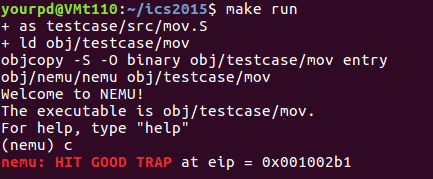 yourpd@VMt110:~/ics2015$ make run
+ as testcase/src/mov.S
+ ld obj/testcase/mov
objcopy -S -O binary obj/testcase/mov entry
obj/nemu/nemu obj/testcase/mov
Welcome to NEMU!
The executable is obj/testcase/mov.
For help, type "help"
(nemu) c
nemu: HIT GOOD TRAP at eip = 0x001002b1